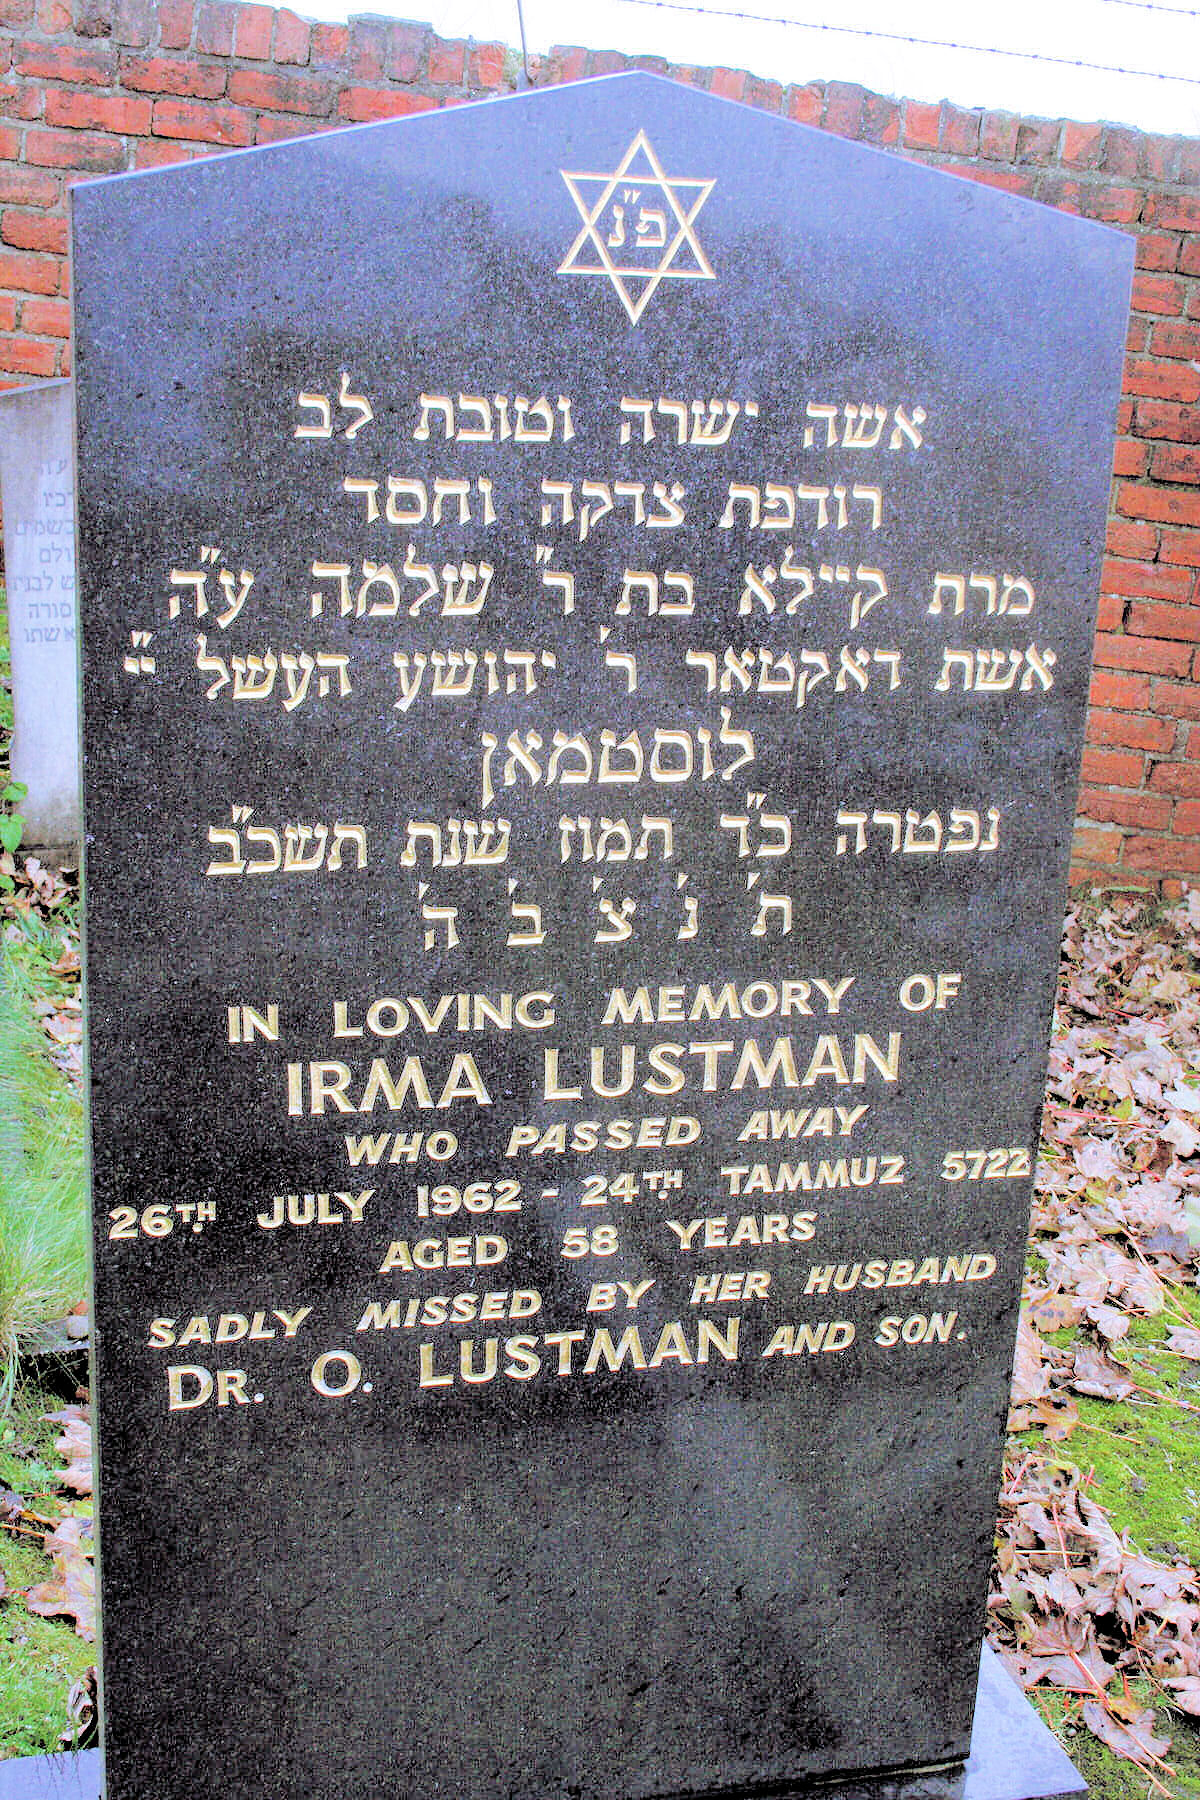 פ״נ
אשה ישרה וטובת לב
רודפת צדקה וחסד
מרת קיילא בת ר״ שלמה ע״ה
אשת דאקטאר ר׳ יהושע העשל יי״
לוסטמאן
נפטרה כ״ד תמוז שנת תשכ״ב
ת׳ נ׳ צ׳ ב׳ ה׳
IN LOVING MEMORY OF
IRMA LUSTMAN
WHO PASSED AWAY
26TH JULY 1962 - 24TH TAMMUZ 5722
AGED 58 YEARS
SADLY MISSED BY HER HUSBAND
DR. O. LUSTMAN AND SON.